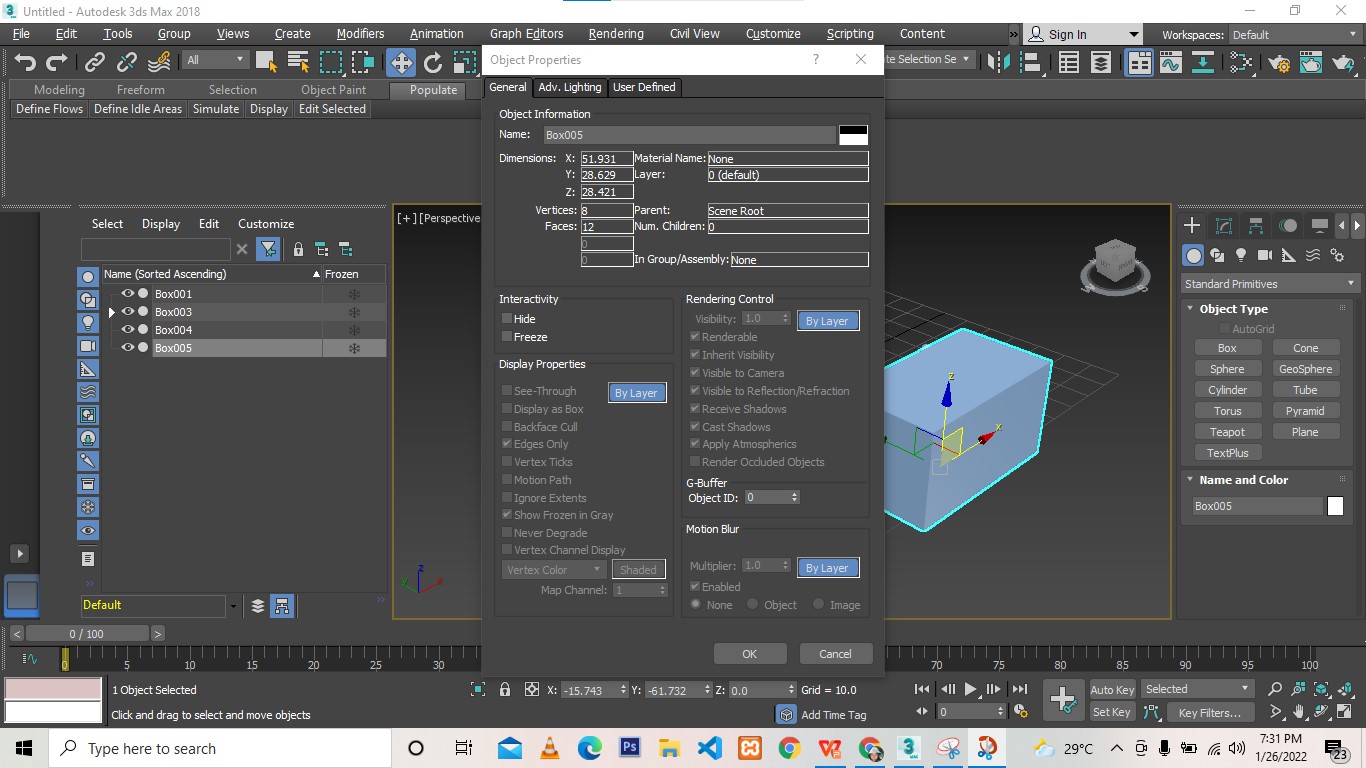 Untitled - Autodesk 3ds Max 2018
File Edit Tools Group Views Create Modifiers Animation Graph Editors Rendering Civil View Customize Scripting Content » Sign In Workspaces: Default
All
Object Properties ?
te Selection Se
Modeling Freeform Selection Object Paint Populate
Define Flows Define Idle Areas Simulate Display Edit Selected
General Adv. Lighting User Defined
Object Information
Name: Box005
Dimensions: X: 51.931 Material Name: None
Y: 28.629 Layer: 0 (default)
Z: 28.421
Vertices: 8 Parent: Scene Root
Faces: 12 Num. Children: 0
0
0 In Group/Assembly: None
Interactivity
Hide
Freeze
Display Properties
See-Through By Layer
Display as Box
Backface Cull
Edges Only
Vertex Ticks
Motion Path
Ignore Extents
Show Frozen in Gray
Never Degrade
Vertex Channel Display
Vertex Color Shaded
Map Channel: 1
Rendering Control
Visibility: 1.0 By Layer
Renderable
Inherit Visibility
Visible to Camera
Visible to Reflection/Refraction
Receive Shadows
Cast Shadows
Apply Atmospherics
Render Occluded Objects
G-Buffer
Object ID: 0
Motion Blur
Multiplier: 1.0 By Layer
Enabled
None Object Image
OK Cancel
Select Display Edit Customize
Name (Sorted Ascending) Frozen
Box001
Box003
Box004
Box005
Default
[+] [Perspective
z
x
z
Standard Primitives
Object Type
AutoGrid
Box Cone
Sphere GeoSphere
Cylinder Tube
Torus Pyramid
Teapot Plane
TextPlus
Name and Color
Box005
< 0 / 100 >
0 5 10 15 20 25 30 70 75 80 85 90 95 100
1 Object Selected X: -15.743 Y: -61.732 Z: 0.0 Grid = 10.0 Auto Key Selected
Click and drag to select and move objects Add Time Tag 0 Set Key Key Filters...
Type here to search Ps 3 MAX 29°C 7:31 PM
1/26/2022 23